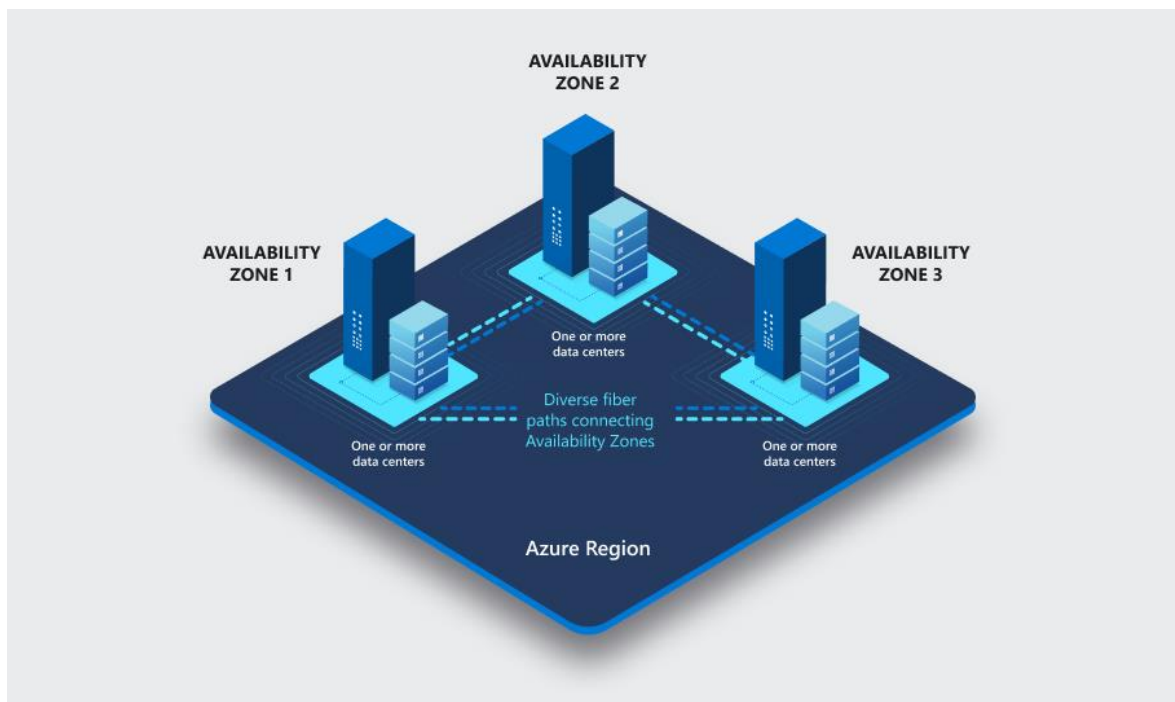 AVAILABILITY
ZONE 2
AVAILABILITY
ZONE 1
AVAILABILITY
ZONE 3
One or more
data centers
Diverse fiber
paths connecting
Availability Zones
One or more
data centers
One or more
data centers
Azure Region